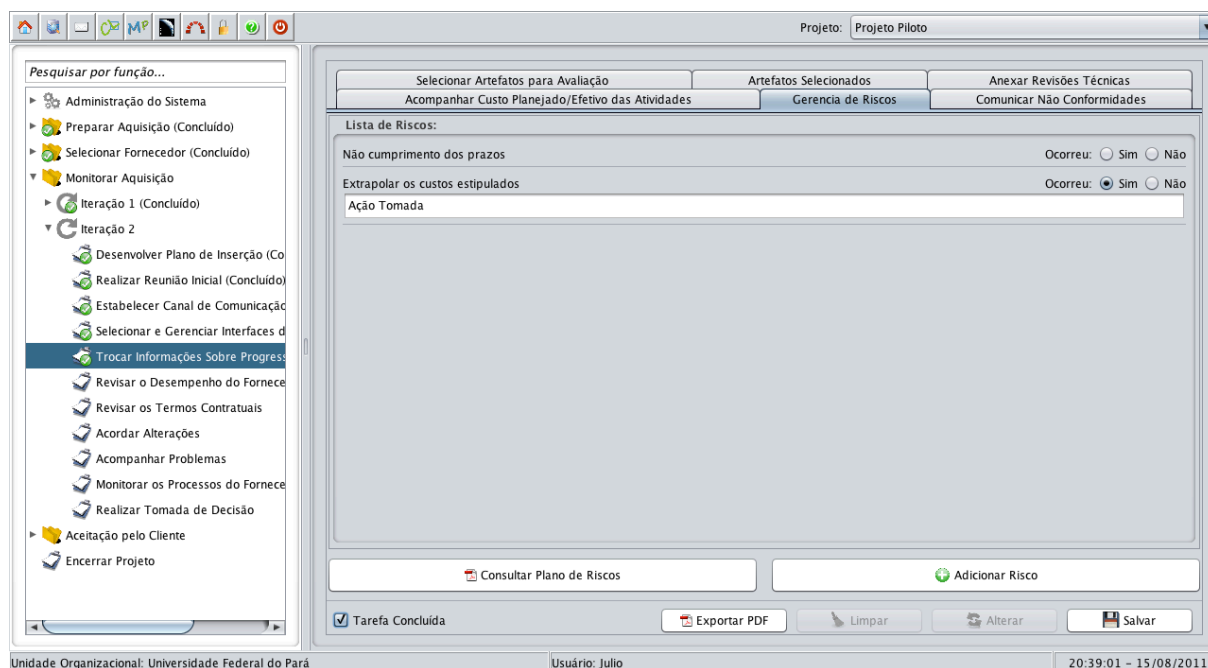 Projeto: Projeto Piloto
Pesquisar por função...
Administração do Sistema
Preparar Aquisição (Concluído)
Selecionar Fornecedor (Concluído)
Monitorar Aquisição
Iteração 1 (Concluído)
Iteração 2
Desenvolver Plano de Inserção (Co
Realizar Reunião Inicial (Concluído)
Estabelecer Canal de Comunicaçãc
Selecionar e Gerenciar Interfaces d
Trocar Informações Sobre Progress
Revisar o Desempenho do Fornece
Revisar os Termos Contratuais
Acordar Alterações
Acompanhar Problemas
Monitorar os Processos do Fornece
Realizar Tomada de Decisão
Aceitação pelo Cliente
Encerrar Projeto
Selecionar Artefatos para Avaliação Artefatos Selecionados Anexar Revisões Técnicas
Acompanhar Custo Planejado/Efetivo das Atividades Gerencia de Riscos Comunicar Não Conformidades
Lista de Riscos:
Não cumprimento dos prazos Ocorreu: Sim Não
Extrapolar os custos estipulados Ocorreu: Sim Não
Ação Tomada
Consultar Plano de Riscos Adicionar Risco
Tarefa Concluída Exportar PDF Limpar Alterar Salvar
Unidade Organizacional: Universidade Federal do Pará Usuário: Julio 20:39:01 - 15/08/2011